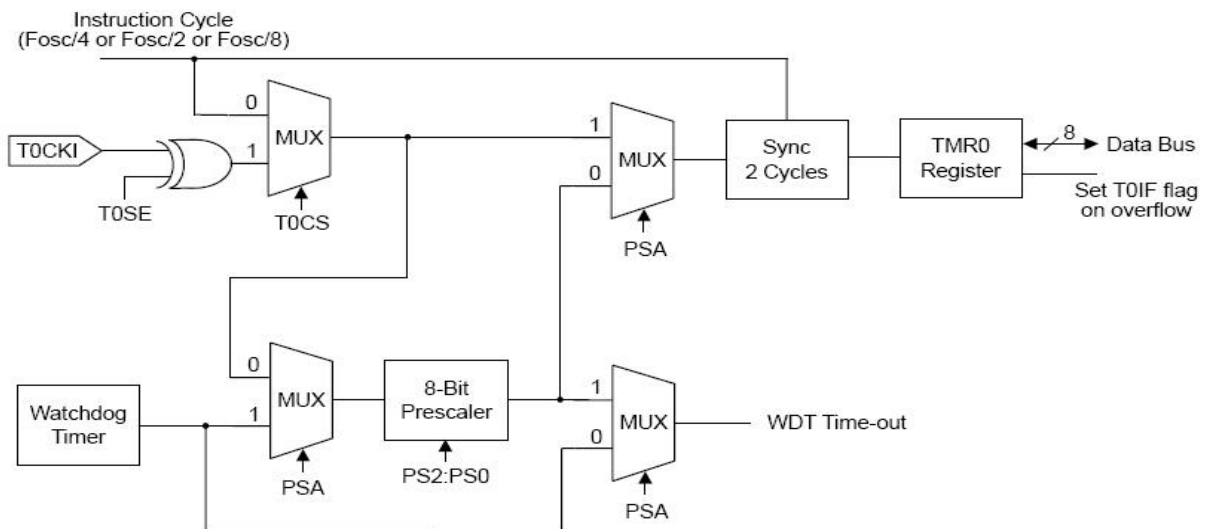 Instruction Cycle
(Fosc/4 or Fosc/2 or Fosc/8)
0
MUX
1
T0CKI
T0SE
T0CS
1
MUX
0
PSA
Sync
2 Cycles
TMR0
Register
8
Data Bus
Set T0IF flag
on overflow
0
MUX
1
Watchdog
Timer
PSA
8-Bit
Prescaler
PS2:PS0
1
MUX
0
PSA
WDT Time-out